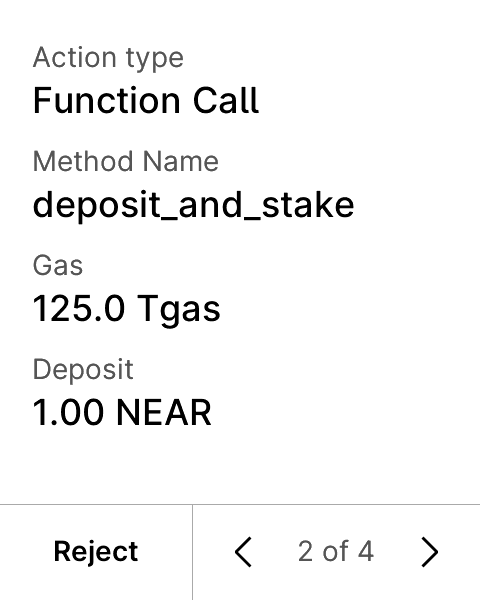 Action type
Function Call
Method Name
deposit_and_stake
Gas
125.0 Tgas
Deposit
1.00 NEAR
Reject
2 of 4